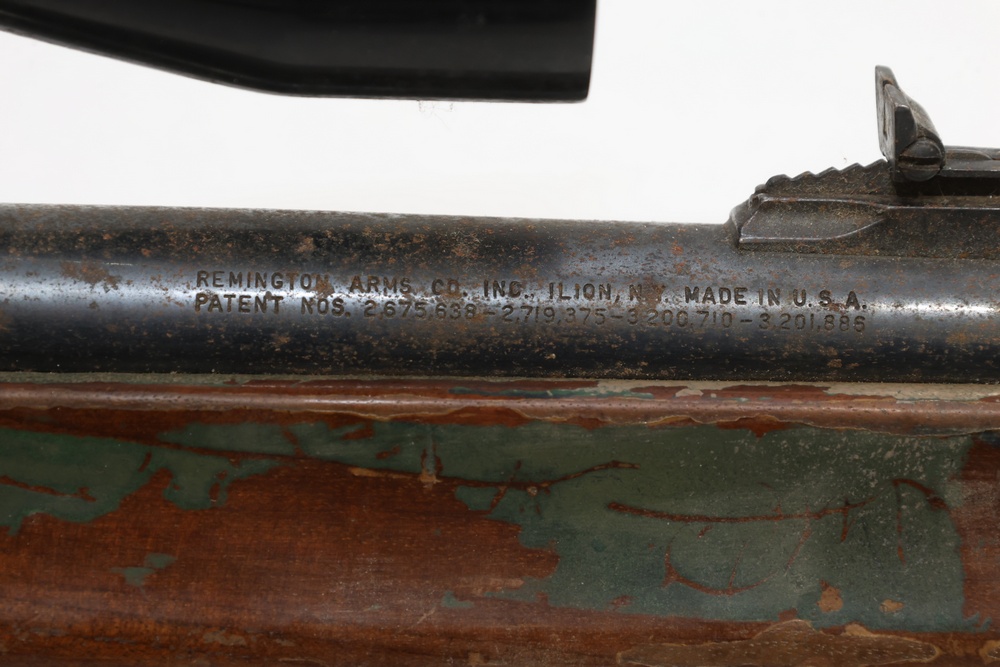 REMINGTON ARMS CO. INC. ILION, N.Y. MADE IN U.S.A.
PATENT NOS. 2,675,638-2,719,375-3,200,710-3,201,886